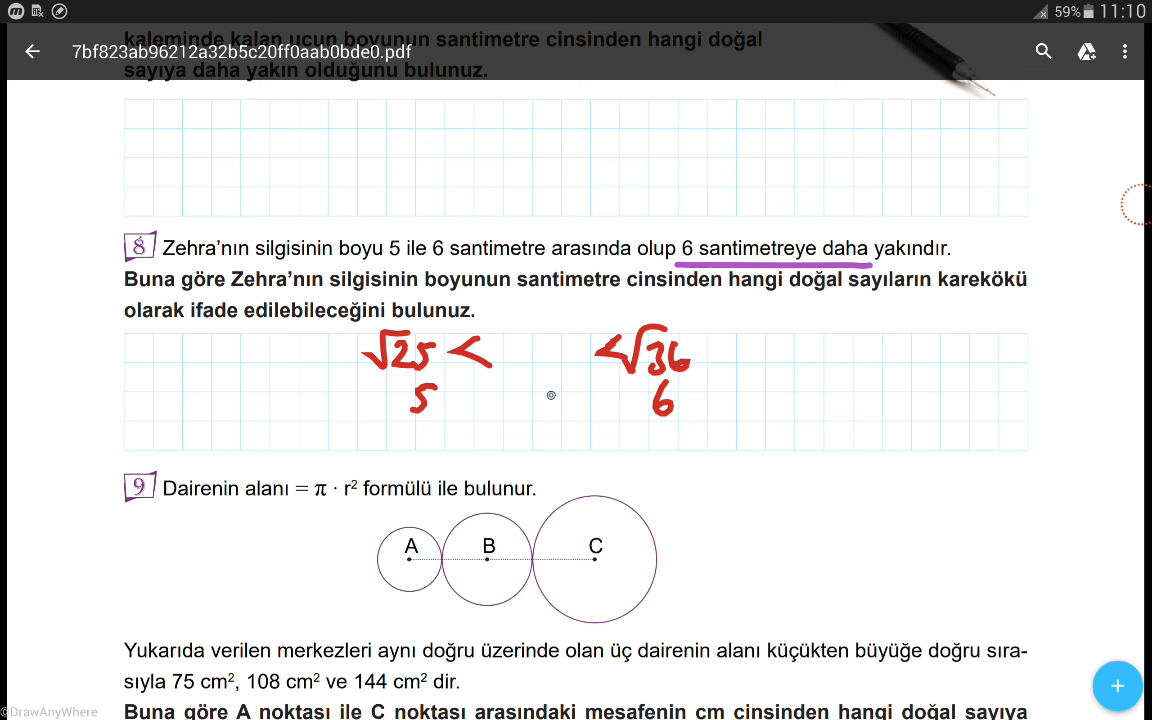 59% 11:10
kaleminde kalan ucun boyunun santimetre cinsinden hangi doğal
7bf823ab96212a32b5c20ff0aab0bde0.pdf
sayıya daha yakın olduğunu bulunuz.
8 Zehra’nın silgisinin boyu 5 ile 6 santimetre arasında olup 6 santimetreye daha yakındır.
Buna göre Zehra’nın silgisinin boyunun santimetre cinsinden hangi doğal sayıların karekökü
olarak ifade edilebileceğini bulunuz.
√25 < <√36
5 6
9 Dairenin alanı = π · r² formülü ile bulunur.
A B C
Yukarıda verilen merkezleri aynı doğru üzerinde olan üç dairenin alanı küçükten büyüğe doğru sıra-
sıyla 75 cm², 108 cm² ve 144 cm² dir.
©DrawAnyWhere
Buna göre A noktası ile C noktası arasındaki mesafenin cm cinsinden hangi doğal sayıya